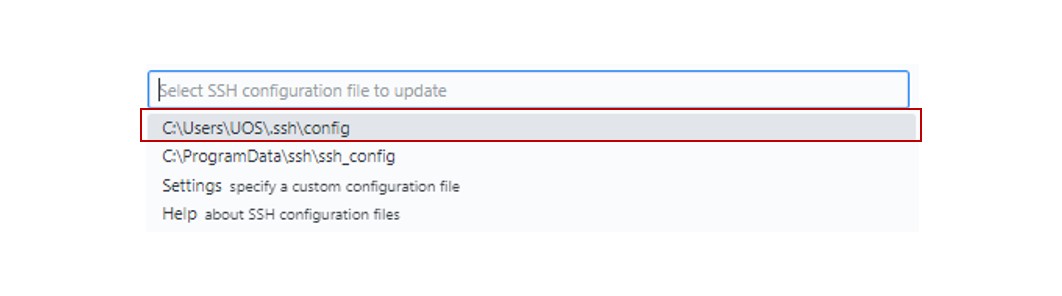 Select SSH configuration file to update
C:\Users\UOS\.ssh\config
C:\ProgramData\ssh\ssh_config
Settings specify a custom configuration file
Help about SSH configuration files